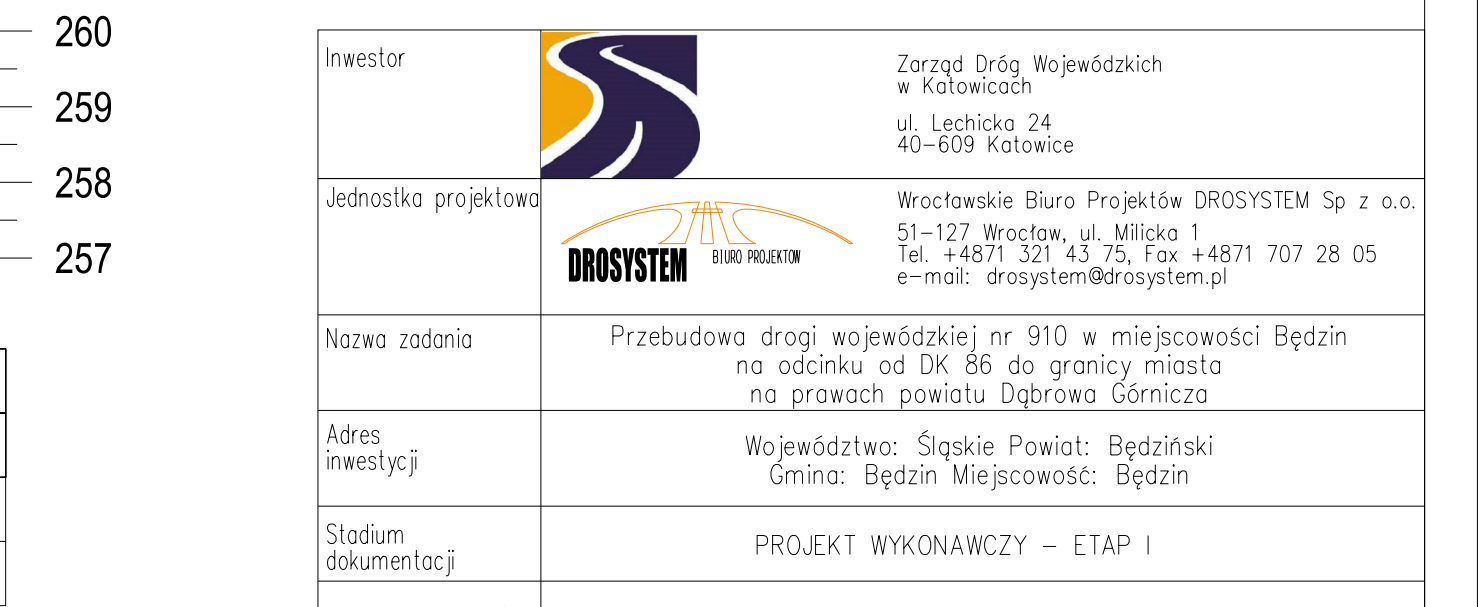 260
259
258
257
Inwestor
Zarząd Dróg Wojewódzkich
w Katowicach
ul. Lechicka 24
40-609 Katowice
Jednostka projektowa
DROSYSTEM
BIURO PROJEKTÓW
Wrocławskie Biuro Projektów DROSYSTEM Sp z o.o.
51-127 Wrocław, ul. Milicka 1
Tel. +4871 321 43 75, Fax +4871 707 28 05
e-mail: drosystem@drosystem.pl
Nazwa zadania
Przebudowa drogi wojewódzkiej nr 910 w miejscowości Będzin
na odcinku od DK 86 do granicy miasta
na prawach powiatu Dąbrowa Górnicza
Adres
inwestycji
Województwo: Śląskie Powiat: Będziński
Gmina: Będzin Miejscowość: Będzin
Stadium
dokumentacji
PROJEKT WYKONAWCZY - ETAP I